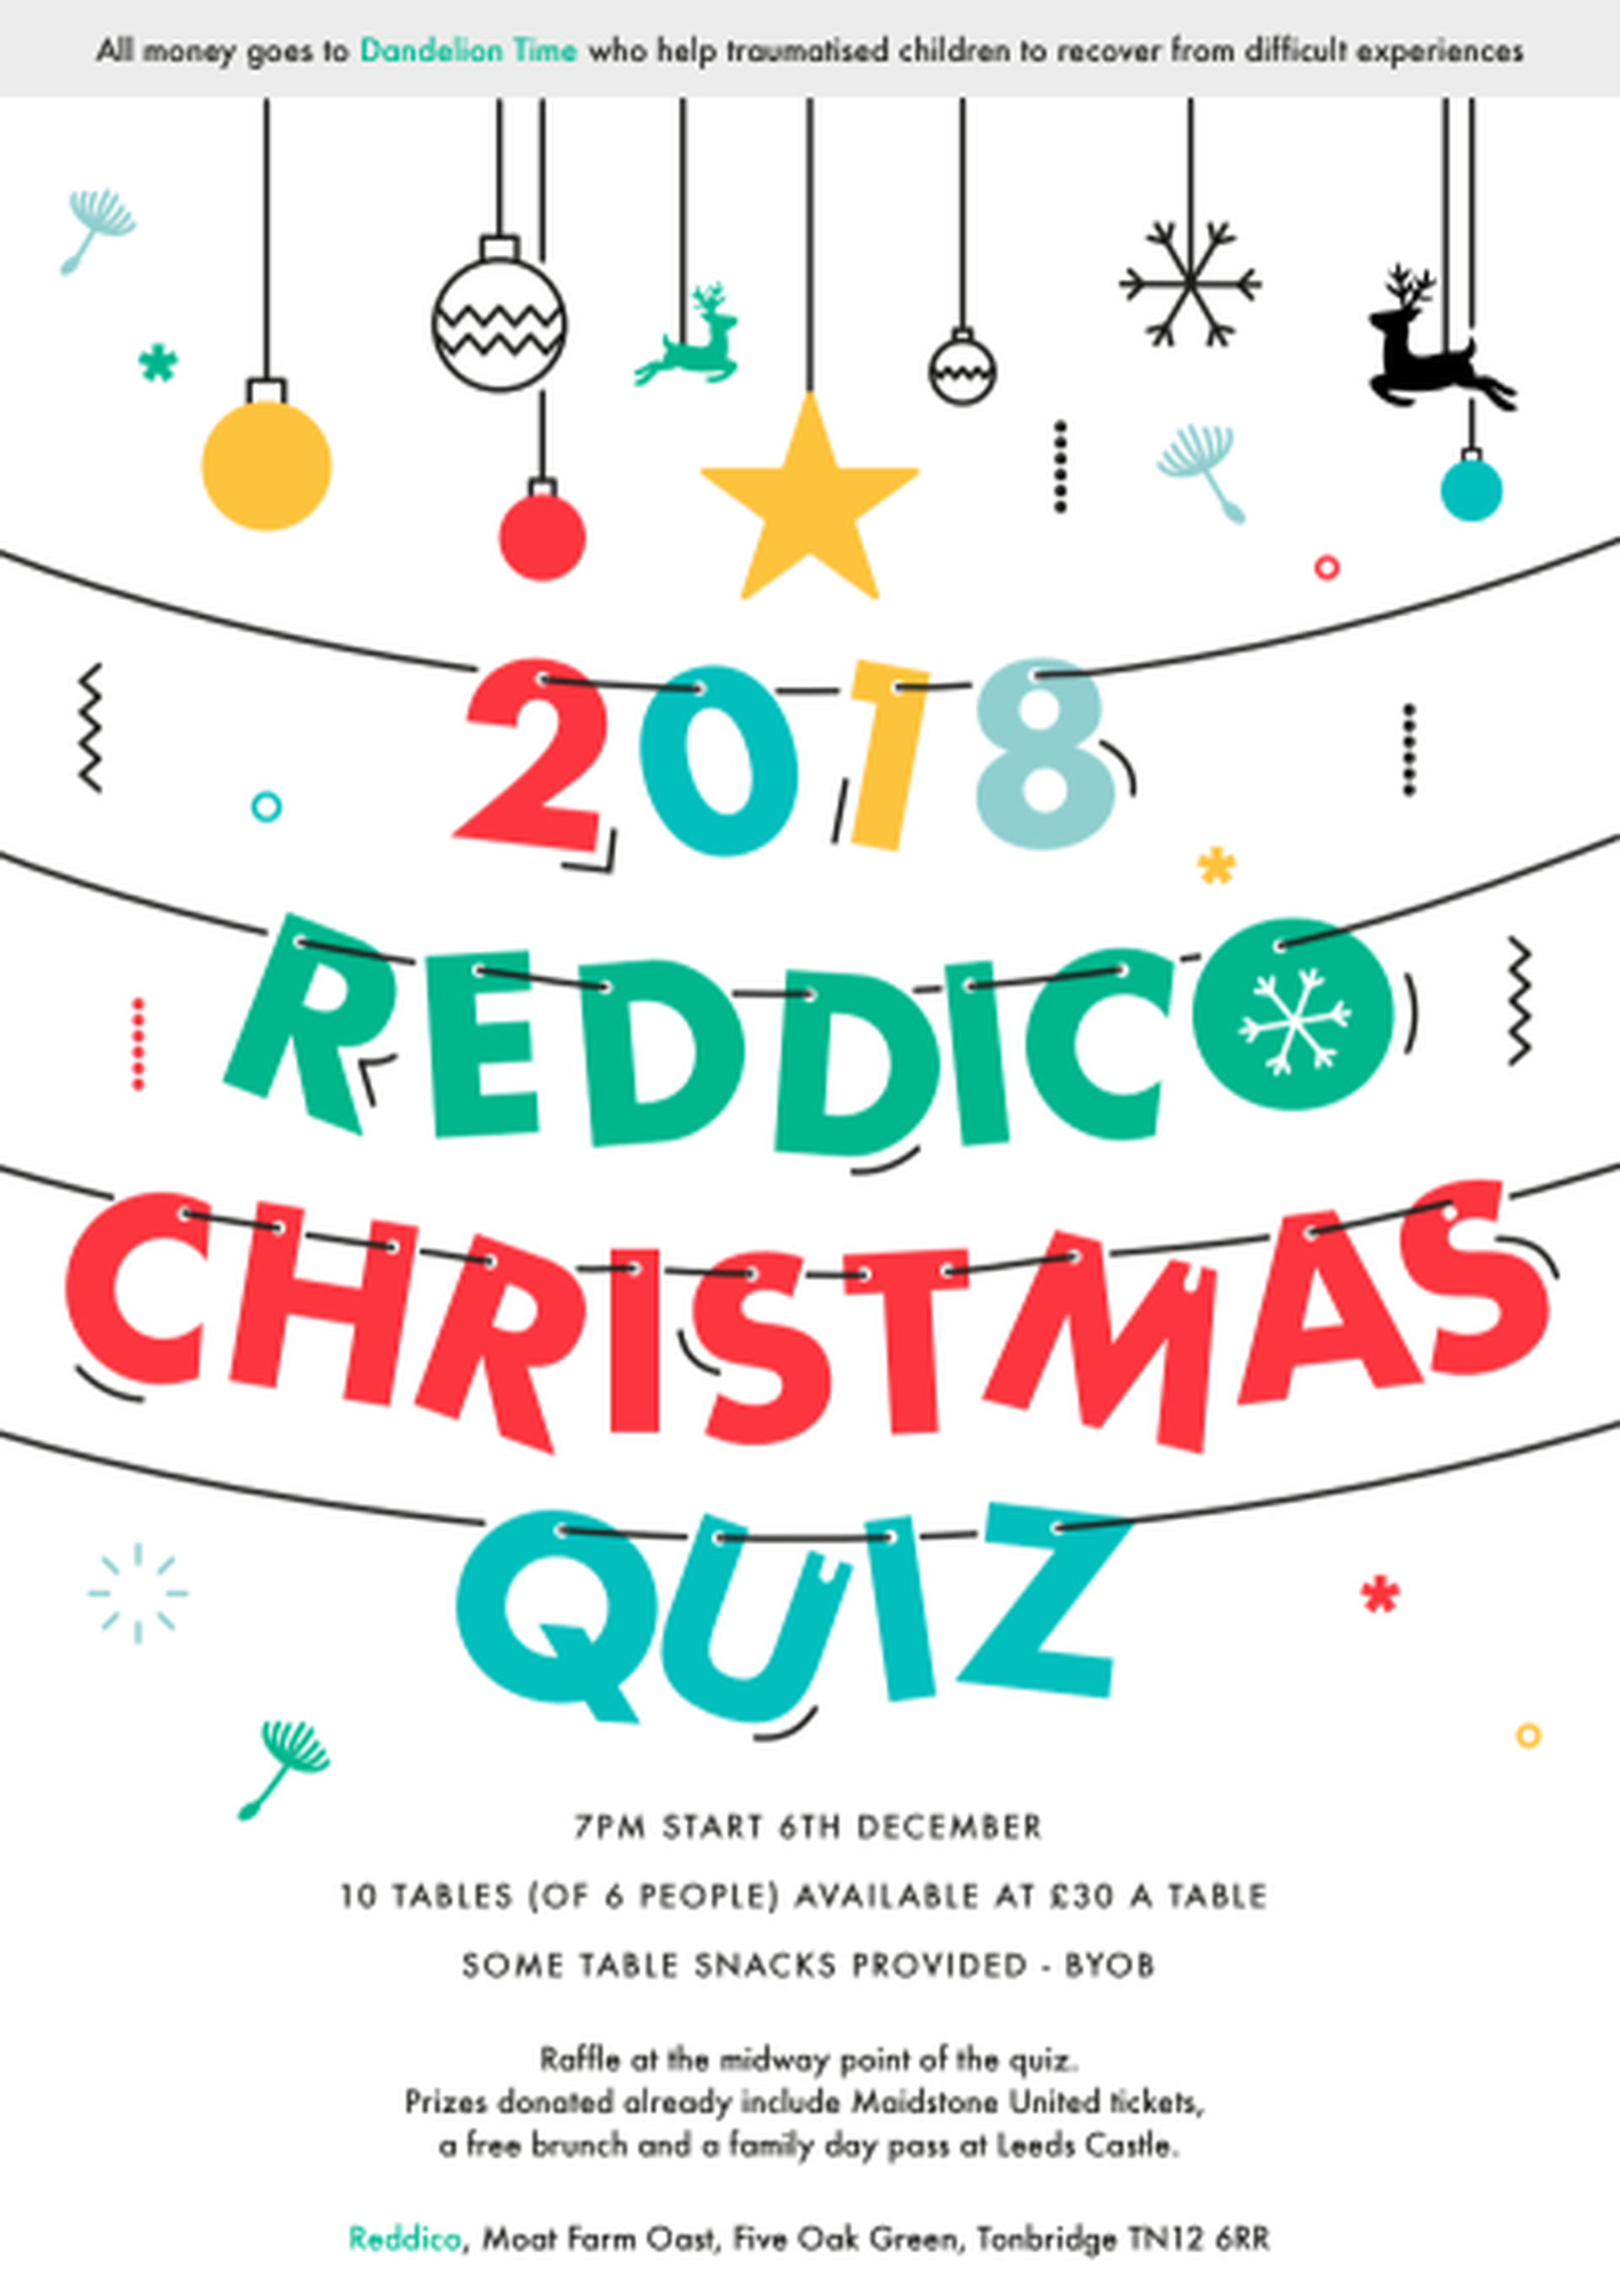 All money goes to Dandelion Time who help traumatised children to recover from difficult experiences
2018
REDDICO
CHRISTMAS
QUIZ
7PM START 6TH DECEMBER
10 TABLES (OF 6 PEOPLE) AVAILABLE AT £30 A TABLE
SOME TABLE SNACKS PROVIDED - BYOB
Raffle at the midway point of the quiz.
Prizes donated already include Maidstone United tickets,
a free brunch and a family day pass at Leeds Castle.
Reddico, Moat Farm Oast, Five Oak Green, Tonbridge TN12 6RR